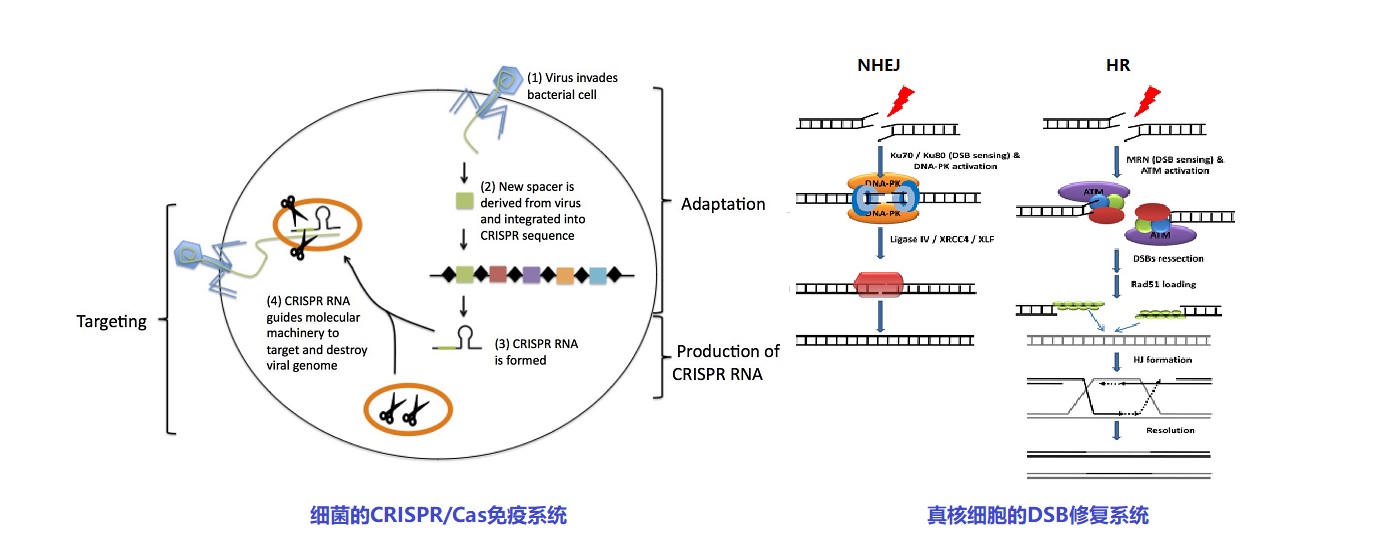 (1) Virus invades
bacterial cell
(2) New spacer is
derived from virus
and integrated into
CRISPR sequence
Adaptation
Targeting
(4) CRISPR RNA
guides molecular
machinery to
target and destroy
viral genome
(3) CRISPR RNA
is formed
Production of
CRISPR RNA
细菌的CRISPR/Cas免疫系统
NHEJ
Ku70 / Ku80 (DSB sensing) &
DNA-PK activation
DNA-PK
DNA-PK
Ligase IV / XRCC4 / XLF
HR
MRN (DSB sensing) &
ATM activation
ATM
ATM
DSBs ressection
Rad51 loading
HJ formation
Resolution
真核细胞的DSB修复系统